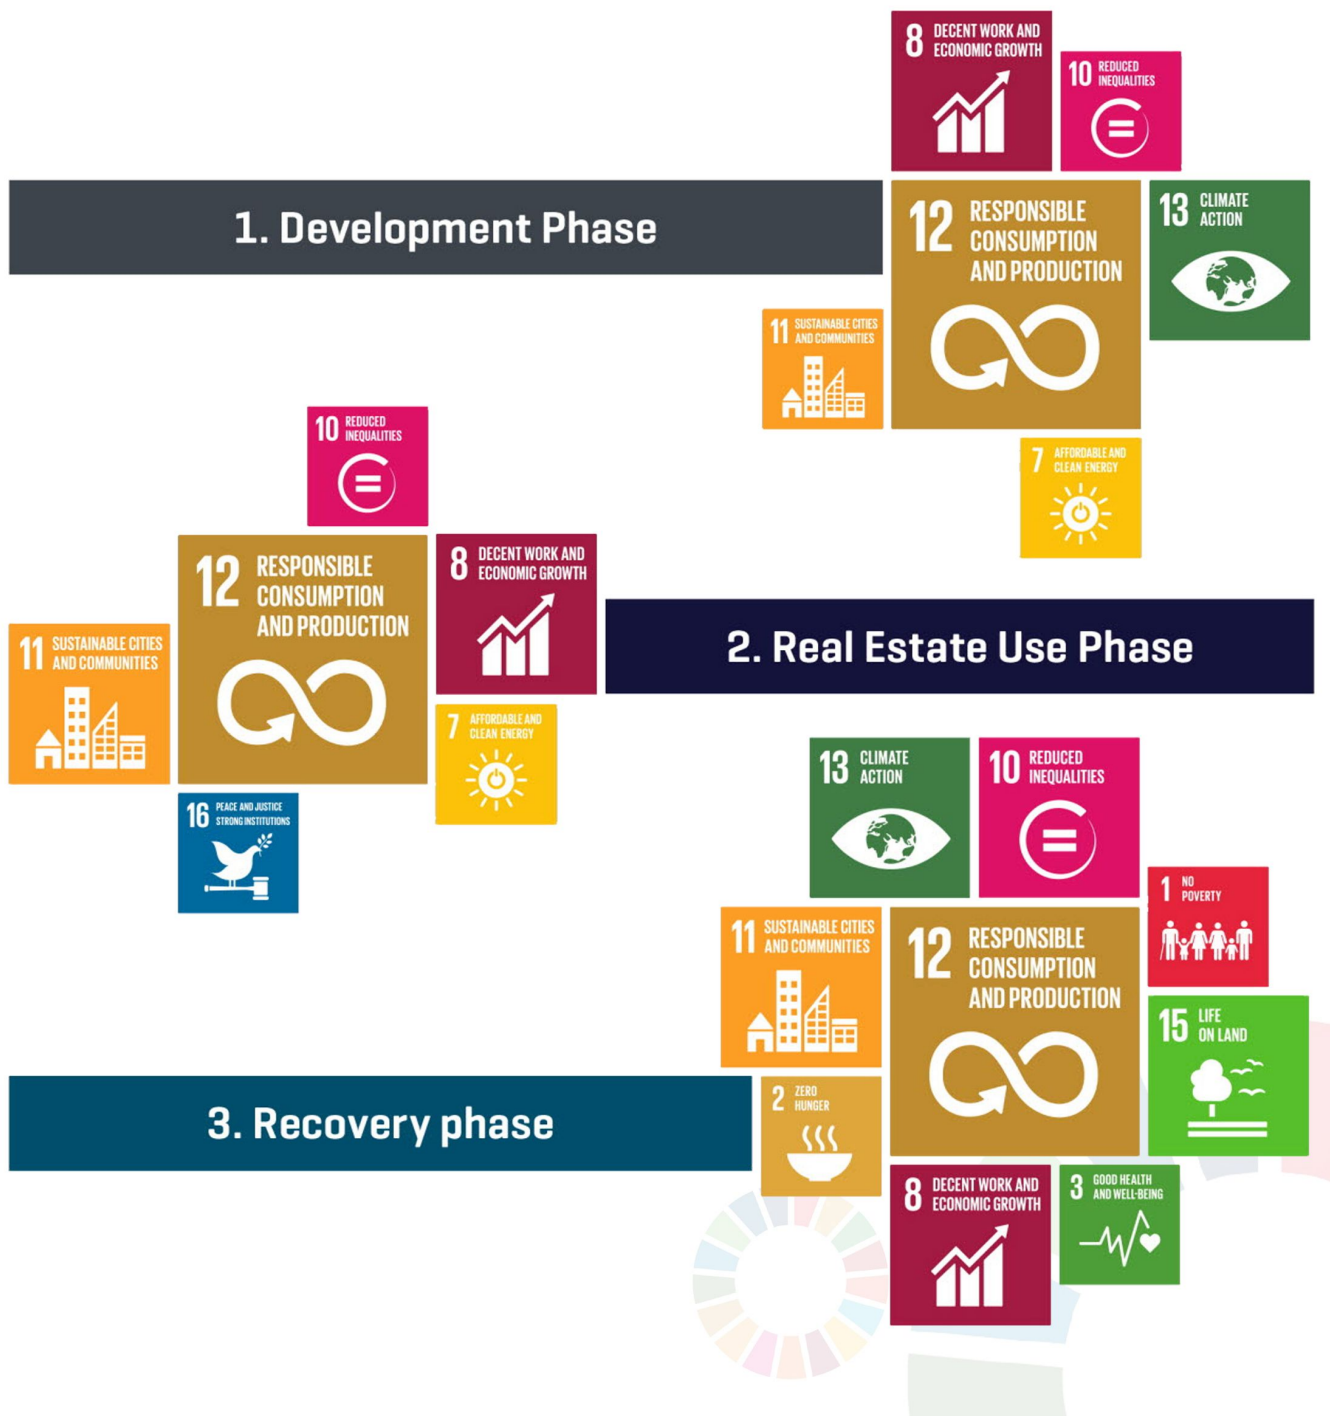 8 DECENT WORK AND
ECONOMIC GROWTH
10 REDUCED
INEQUALITIES
1. Development Phase
12 RESPONSIBLE
CONSUMPTION
AND PRODUCTION
13 CLIMATE
ACTION
11 SUSTAINABLE CITIES
AND COMMUNITIES
7 AFFORDABLE AND
CLEAN ENERGY
10 REDUCED
INEQUALITIES
12 RESPONSIBLE
CONSUMPTION
AND PRODUCTION
8 DECENT WORK AND
ECONOMIC GROWTH
11 SUSTAINABLE CITIES
AND COMMUNITIES
2. Real Estate Use Phase
7 AFFORDABLE AND
CLEAN ENERGY
16 PEACE AND JUSTICE
STRONG INSTITUTIONS
13 CLIMATE
ACTION
10 REDUCED
INEQUALITIES
1 NO
POVERTY
11 SUSTAINABLE CITIES
AND COMMUNITIES
12 RESPONSIBLE
CONSUMPTION
AND PRODUCTION
15 LIFE
ON LAND
3. Recovery phase
2 ZERO
HUNGER
8 DECENT WORK AND
ECONOMIC GROWTH
3 GOOD HEALTH
AND WELL-BEING